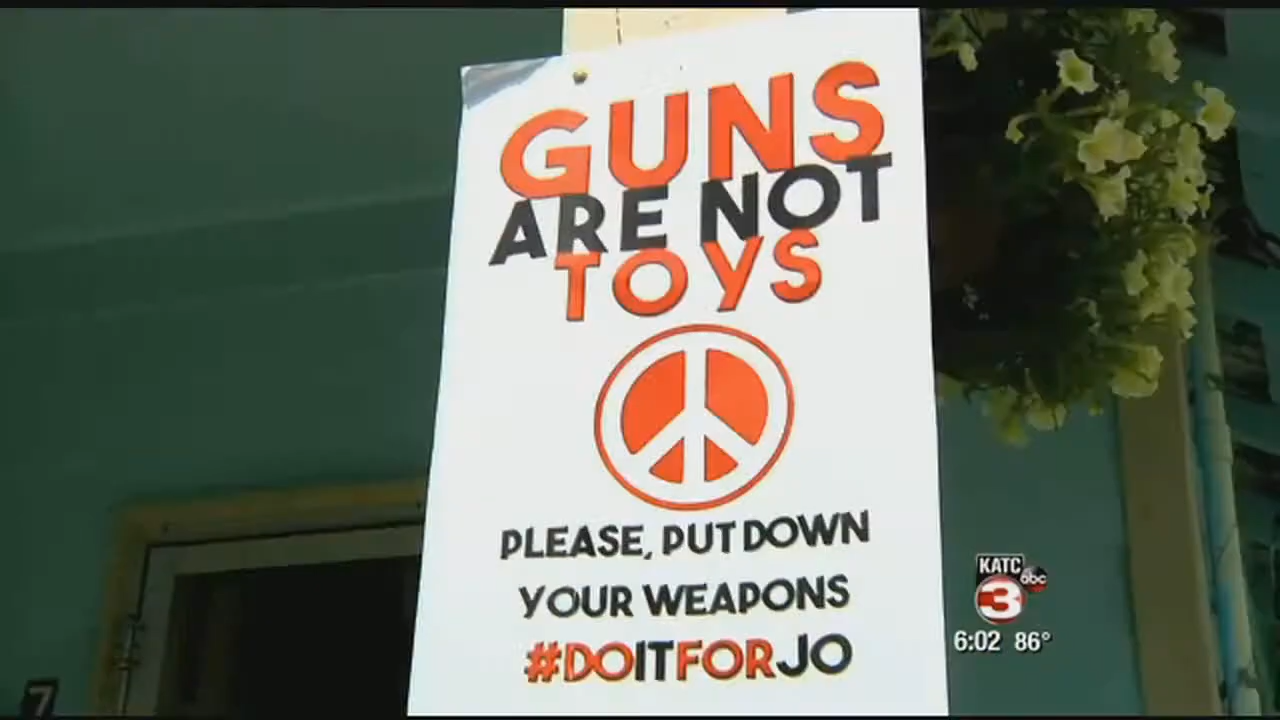 GUNS
ARE NOT
TOYS
PLEASE, PUT DOWN
YOUR WEAPONS
#DOITFORJO
KATC
abc
3
6:02 86°
7